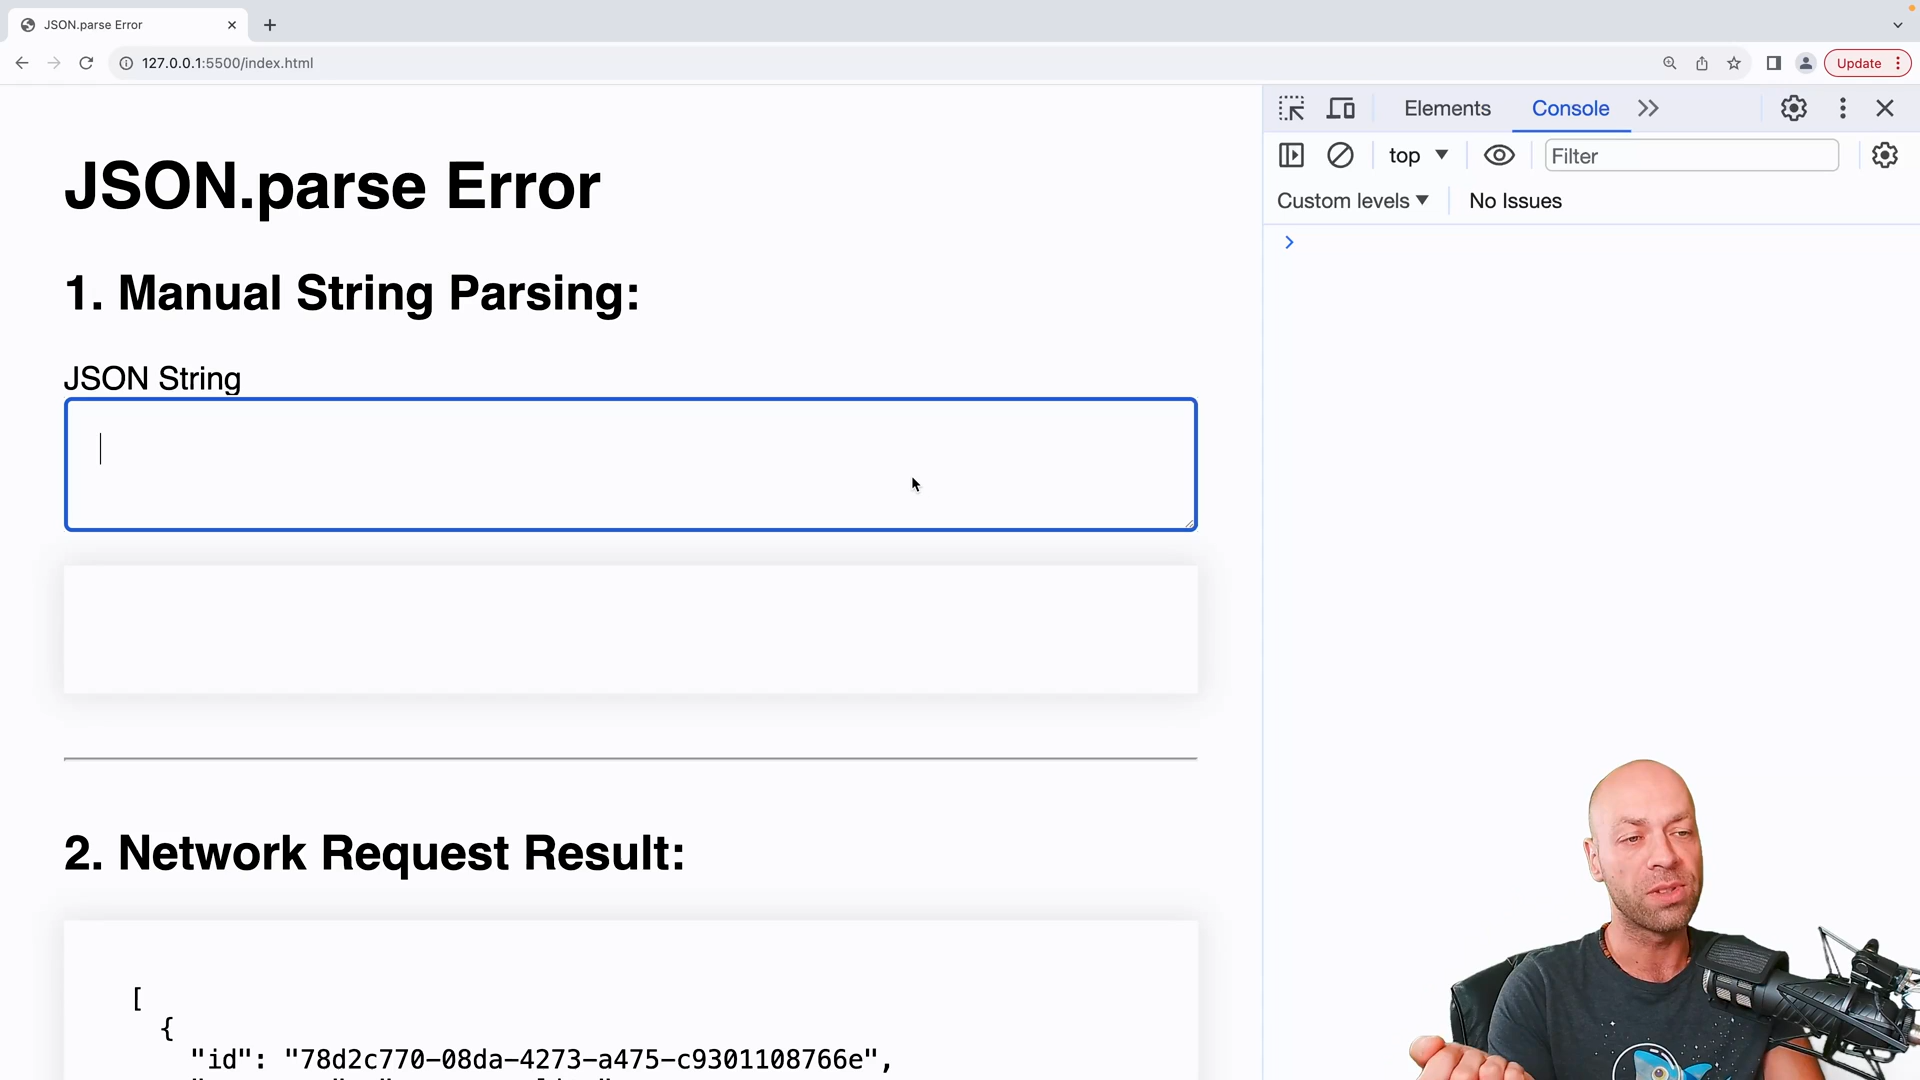 JSON.parse Error
127.0.0.1:5500/index.html
Update
JSON.parse Error
1. Manual String Parsing:
JSON String
2. Network Request Result:
[
{
"id": "78d2c770-08da-4273-a475-c9301108766e",
Elements
Console
top
Filter
Custom levels
No Issues